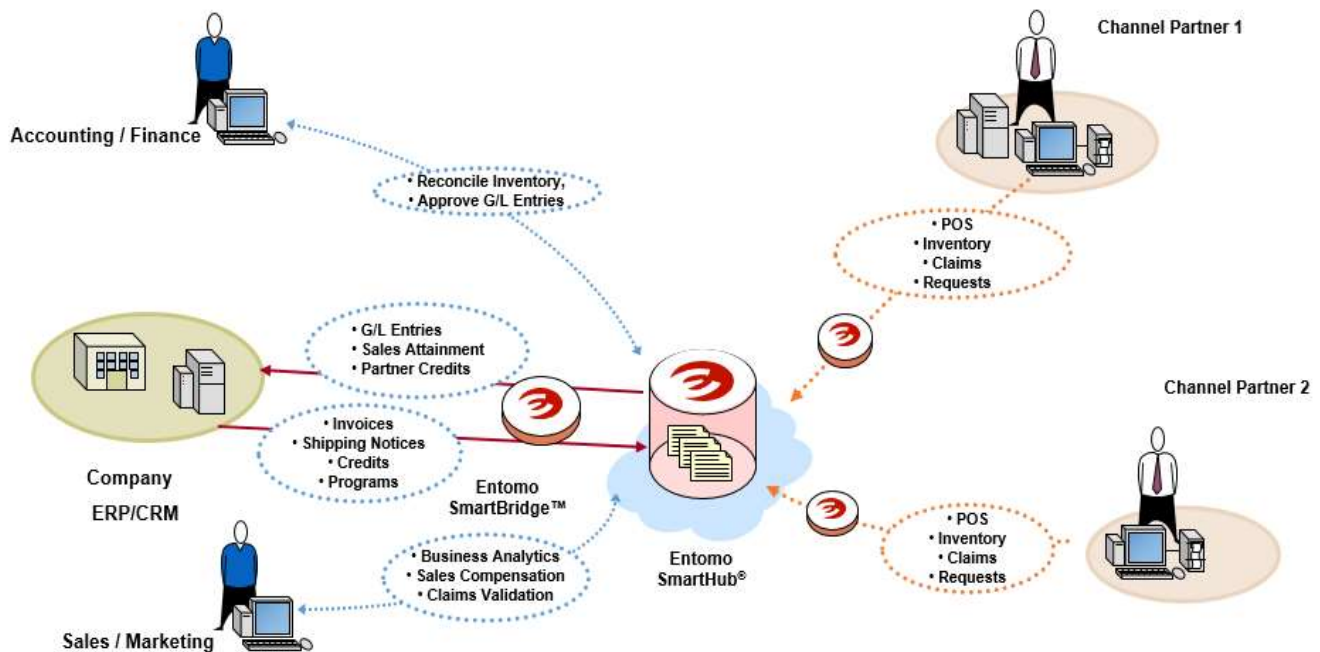 Channel Partner 1
Accounting / Finance
• Reconcile Inventory,
• Approve G/L Entries
• POS
• Inventory
• Claims
• Requests
• G/L Entries
• Sales Attainment
• Partner Credits
Channel Partner 2
• Invoices
• Shipping Notices
• Credits
• Programs
Company
ERP/CRM
Entomo
SmartBridge™
Entomo
SmartHub®
• POS
• Inventory
• Claims
• Requests
• Business Analytics
• Sales Compensation
• Claims Validation
Sales / Marketing